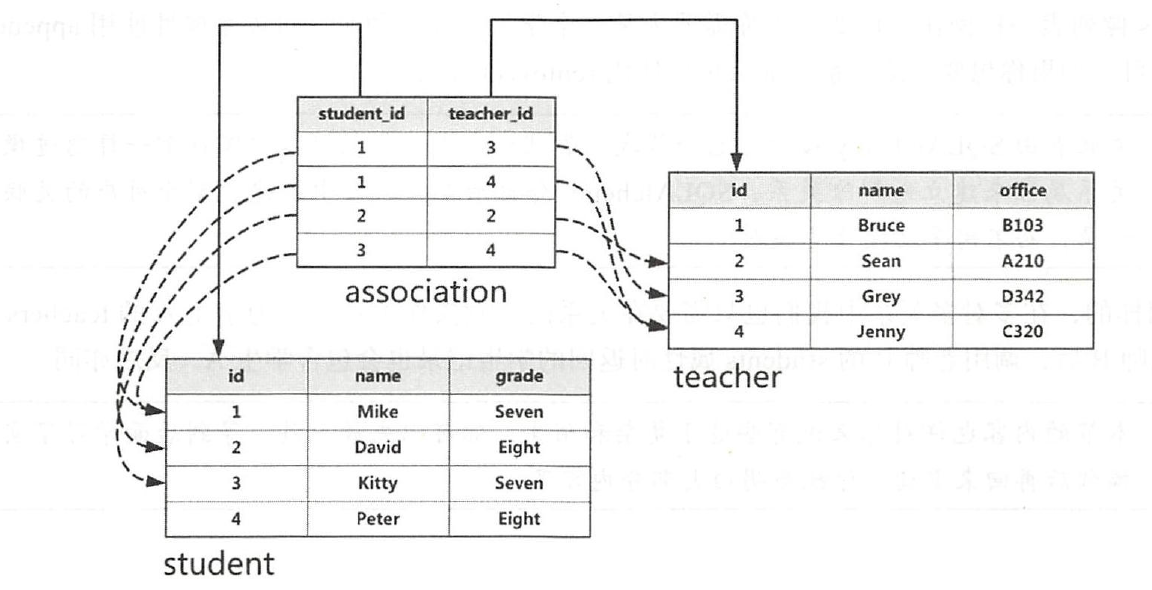 student_id teacher_id
1 3
1 4
2 2
3 4
association
id name office
1 Bruce B103
2 Sean A210
3 Grey D342
4 Jenny C320
teacher
id name grade
1 Mike Seven
2 David Eight
3 Kitty Seven
4 Peter Eight
student